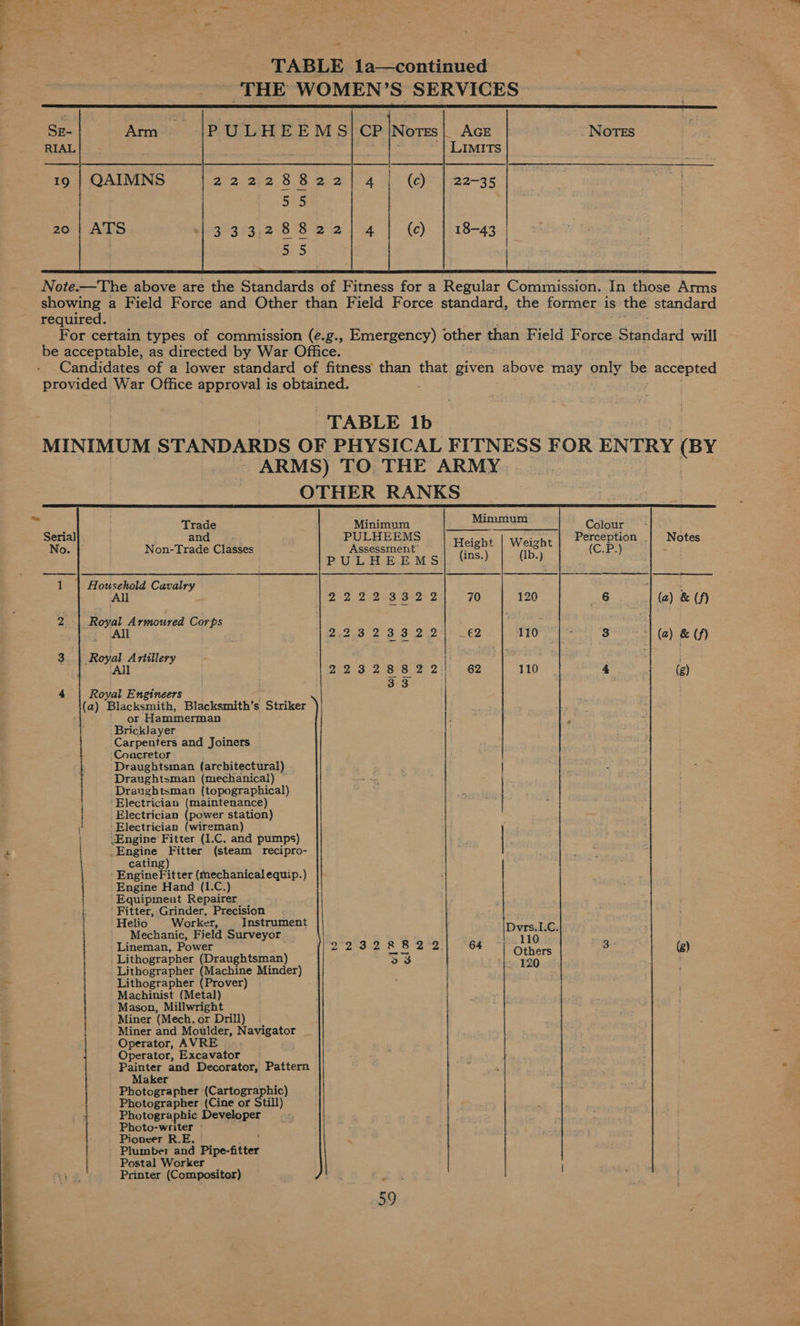 TABLE 1a—continued
THE WOMEN'S SERVICES
SE-RIAL | Arm | P U L H E E M S | CP | NOTES | AGE LIMITS | NOTES
19 | QAIMNS | 2 2 2 2 8 8 2 2 | 4 | (c) | 22–35
5 5
20 | ATS | 3 3 3 2 8 8 2 2 | 4 | (c) | 18–43
5 5
Note.—The above are the Standards of Fitness for a Regular Commission. In those Arms
showing a Field Force and Other than Field Force standard, the former is the standard
required.
For certain types of commission (e.g., Emergency) other than Field Force Standard will
be acceptable, as directed by War Office.
Candidates of a lower standard of fitness than that given above may only be accepted
provided War Office approval is obtained.
TABLE 1b
MINIMUM STANDARDS OF PHYSICAL FITNESS FOR ENTRY (BY
ARMS) TO THE ARMY
OTHER RANKS
Serial No. | Trade and Non-Trade Classes | Minimum PULHEEMS Assessment P U L H E E M S | Minimum Height (ins.) | Weight (lb.) | Colour Perception (C.P.) | Notes
1 | Household Cavalry
All | 2 2 2 2 3 3 2 2 | 70 | 120 | 6 | (a) & (f)
2 | Royal Armoured Corps
All | 2 2 3 2 3 3 2 2 | 62 | 110 | 3 | (a) & (f)
3 | Royal Artillery
All | 2 2 3 2 8 8 2 2 | 62 | 110 | 4 | (g)
3 3
4 | Royal Engineers
(a) Blacksmith, Blacksmith's Striker
or Hammerman
Bricklayer
Carpenters and Joiners
Concretor
Draughtsman (architectural)
Draughtsman (mechanical)
Draughtsman (topographical)
Electrician (maintenance)
Electrician (power station)
Electrician (wireman)
Engine Fitter (I.C. and pumps)
Engine Fitter (steam recipro-
cating)
Engine Fitter (mechanical equip.)
Engine Hand (I.C.)
Equipment Repairer
Fitter, Grinder, Precision
Helio Worker, Instrument | Dvrs.I.C.
Mechanic, Field Surveyor | 110
Lineman, Power | 2 2 3 2 8 8 2 2 | 64 | Others | 3 | (g)
Lithographer (Draughtsman) | 3 3 | 120
Lithographer (Machine Minder)
Lithographer (Prover)
Machinist (Metal)
Mason, Millwright
Miner (Mech. or Drill)
Miner and Moulder, Navigator
Operator, AVRE
Operator, Excavator
Painter and Decorator, Pattern
Maker
Photographer (Cartographic)
Photographer (Cine or Still)
Photographic Developer
Photo-writer
Pioneer R.E.
Plumber and Pipe-fitter
Postal Worker
Printer (Compositor)
59